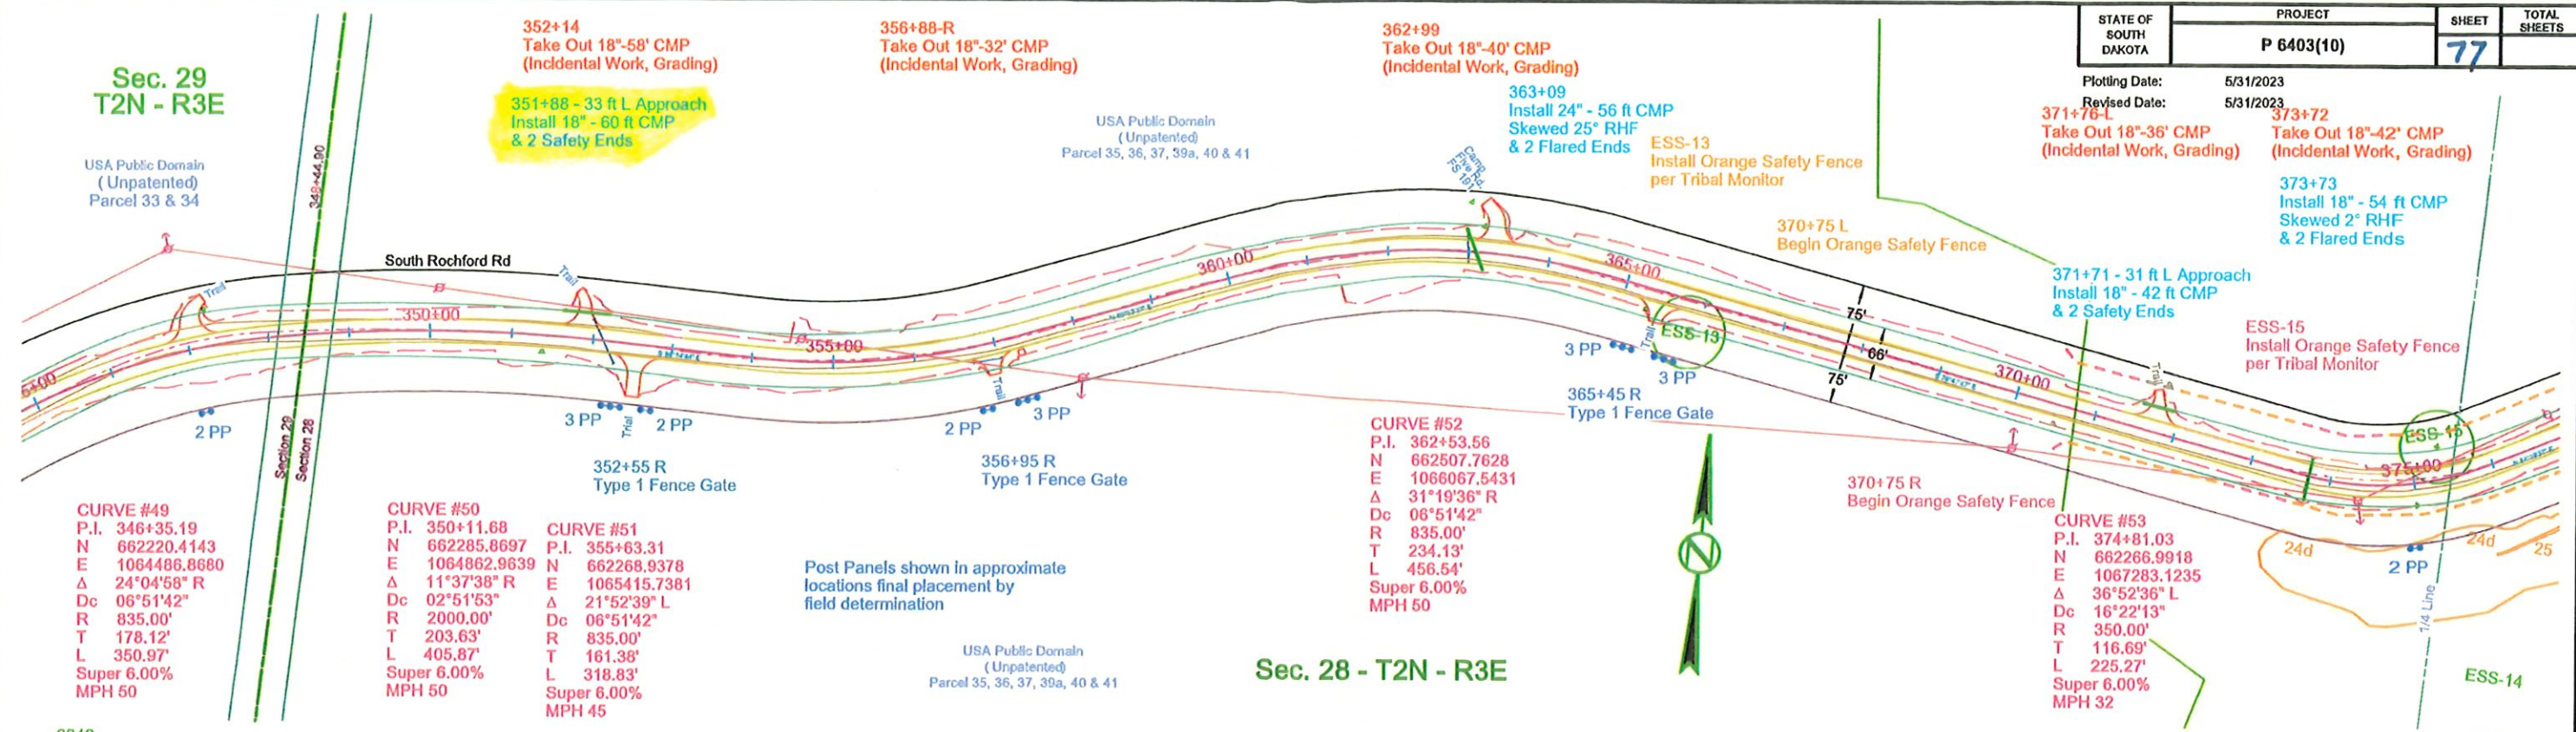 STATE OF
SOUTH
DAKOTA
PROJECT
P 6403(10)
SHEET
77
TOTAL
SHEETS
Plotting Date: 5/31/2023
Revised Date: 5/31/2023
Sec. 29
T2N - R3E
USA Public Domain
( Unpatented)
Parcel 33 & 34
348+44.90
352+14
Take Out 18"-58' CMP
(Incidental Work, Grading)
351+88 - 33 ft L Approach
Install 18" - 60 ft CMP
& 2 Safety Ends
356+88-R
Take Out 18"-32' CMP
(Incidental Work, Grading)
USA Public Domain
( Unpatented)
Parcel 35, 36, 37, 39a, 40 & 41
362+99
Take Out 18"-40' CMP
(Incidental Work, Grading)
363+09
Install 24" - 56 ft CMP
Skewed 25° RHF
& 2 Flared Ends
Camp
Five Rd.
FS 191
ESS-13
Install Orange Safety Fence
per Tribal Monitor
370+75 L
Begin Orange Safety Fence
371+76-L
Take Out 18"-36' CMP
(Incidental Work, Grading)
373+72
Take Out 18"-42' CMP
(Incidental Work, Grading)
373+73
Install 18" - 54 ft CMP
Skewed 2° RHF
& 2 Flared Ends
371+71 - 31 ft L Approach
Install 18" - 42 ft CMP
& 2 Safety Ends
ESS-15
Install Orange Safety Fence
per Tribal Monitor
South Rochford Rd
Trail
Trail
350+00
355+00
360+00
365+00
370+00
375+00
ESS-13
ESS-15
75'
66'
75'
Trail
Trail
Trail
2 PP
3 PP
Trial
2 PP
2 PP
3 PP
3 PP
3 PP
2 PP
Section 29
Section 28
352+55 R
Type 1 Fence Gate
356+95 R
Type 1 Fence Gate
365+45 R
Type 1 Fence Gate
370+75 R
Begin Orange Safety Fence
24d
24d
25
1/4 Line
ESS-14
CURVE #49
P.I. 346+35.19
N 662220.4143
E 1064486.8680
Δ 24°04'58" R
Dc 06°51'42"
R 835.00'
T 178.12'
L 350.97'
Super 6.00%
MPH 50
CURVE #50
P.I. 350+11.68
N 662285.8697
E 1064862.9639
Δ 11°37'38" R
Dc 02°51'53"
R 2000.00'
T 203.63'
L 405.87'
Super 6.00%
MPH 50
CURVE #51
P.I. 355+63.31
N 662268.9378
E 1065415.7381
Δ 21°52'39" L
Dc 06°51'42"
R 835.00'
T 161.38'
L 318.83'
Super 6.00%
MPH 45
Post Panels shown in approximate
locations final placement by
field determination
USA Public Domain
( Unpatented)
Parcel 35, 36, 37, 39a, 40 & 41
CURVE #52
P.I. 362+53.56
N 662507.7628
E 1066067.5431
Δ 31°19'36" R
Dc 06°51'42"
R 835.00'
T 234.13'
L 456.54'
Super 6.00%
MPH 50
Sec. 28 - T2N - R3E
N
CURVE #53
P.I. 374+81.03
N 662266.9918
E 1067283.1235
Δ 36°52'36" L
Dc 16°22'13"
R 350.00'
T 116.69'
L 225.27'
Super 6.00%
MPH 32